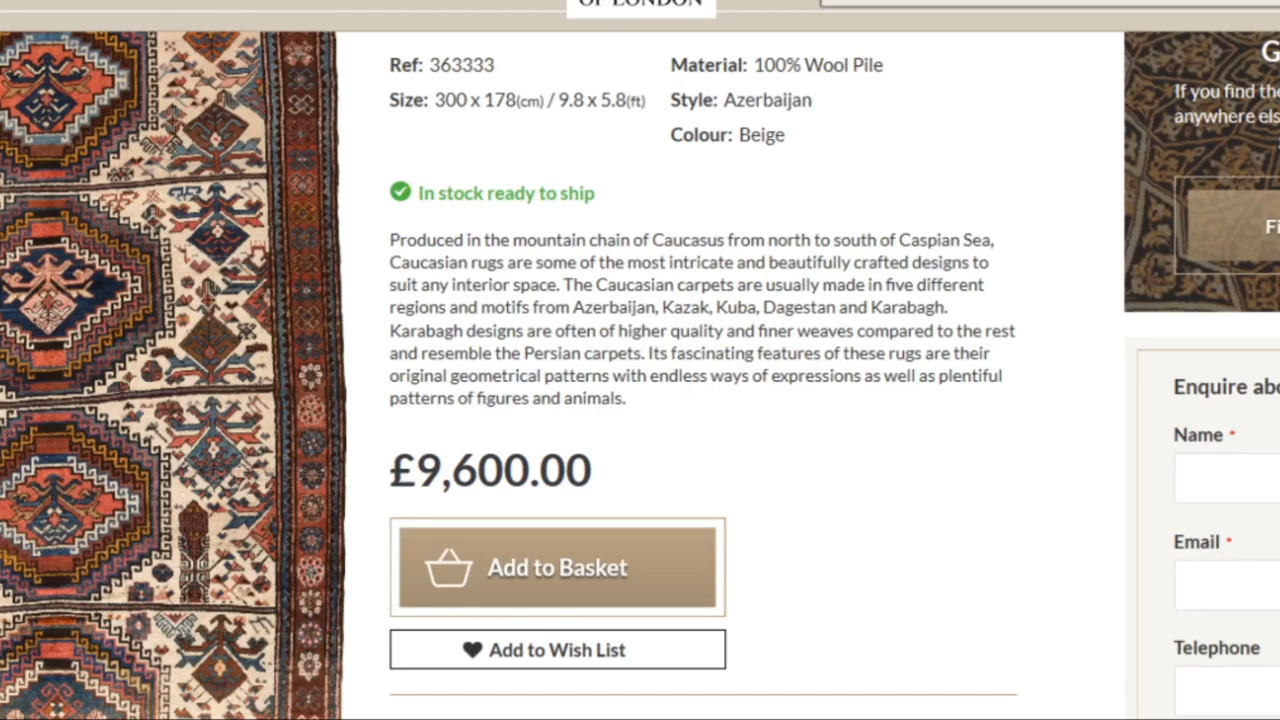 OF LONDON
Ref: 363333
Size: 300 x 178(cm) / 9.8 x 5.8(ft)
Material: 100% Wool Pile
Style: Azerbaijan
Colour: Beige
In stock ready to ship
Produced in the mountain chain of Caucasus from north to south of Caspian Sea,
Caucasian rugs are some of the most intricate and beautifully crafted designs to
suit any interior space. The Caucasian carpets are usually made in five different
regions and motifs from Azerbaijan, Kazak, Kuba, Dagestan and Karabagh.
Karabagh designs are often of higher quality and finer weaves compared to the rest
and resemble the Persian carpets. Its fascinating features of these rugs are their
original geometrical patterns with endless ways of expressions as well as plentiful
patterns of figures and animals.
£9,600.00
Add to Basket
Add to Wish List
If you find the
anywhere
Enquire
Name *
Email *
Telephone